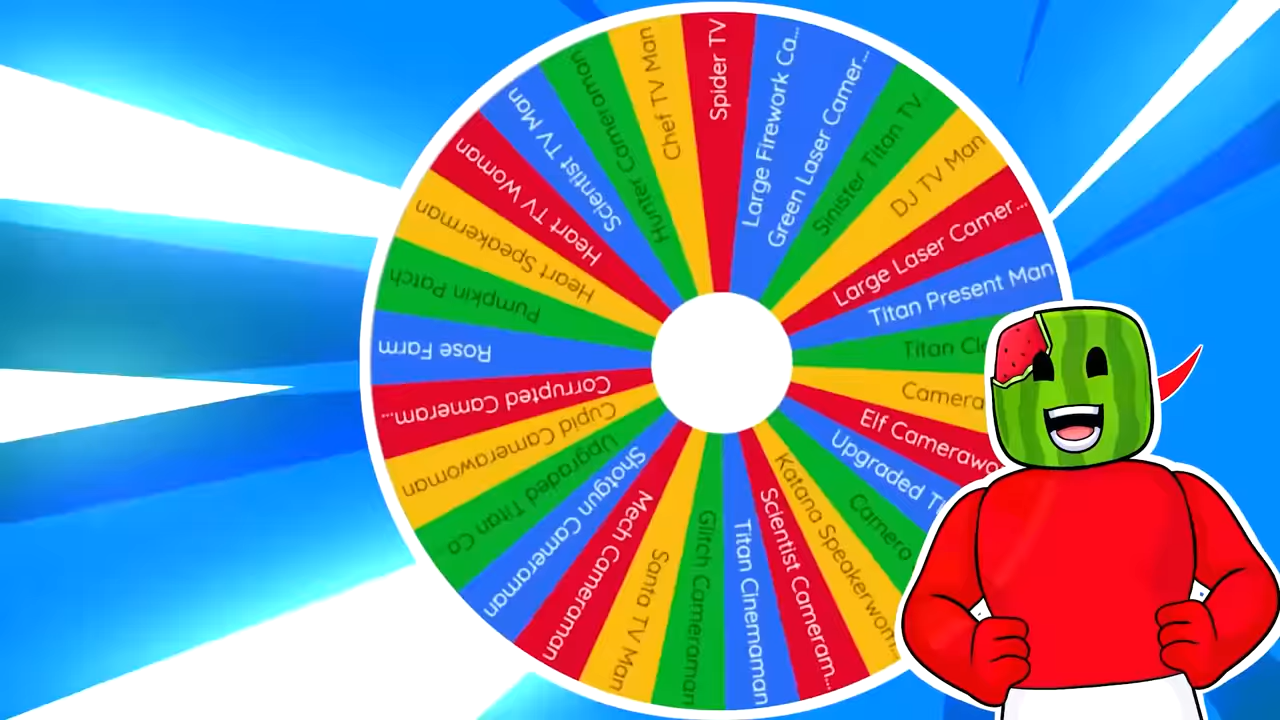 Spider TV
Large Firework Ca...
Green Laser Camer...
Sinister Titan TV...
DJ TV Man
Large Laser Camer...
Titan Present Man
Titan Clo
Camera
Elf Camerawo
Upgraded Ti
Camero
Katana Speakerwom...
Scientist Cameram...
Titan Cinemaman
Glitch Cameraman
Santa TV Man
Mech Cameraman
Shotgun Cameraman
Upgraded Titan Ca...
Cupid Camerawoman
Corrupted Cameram...
Rose Farm
Pumpkin Patch
Heart Speakerman
Heart TV Woman
Scientist TV Man
Hunter Cameraman
Chef TV Man